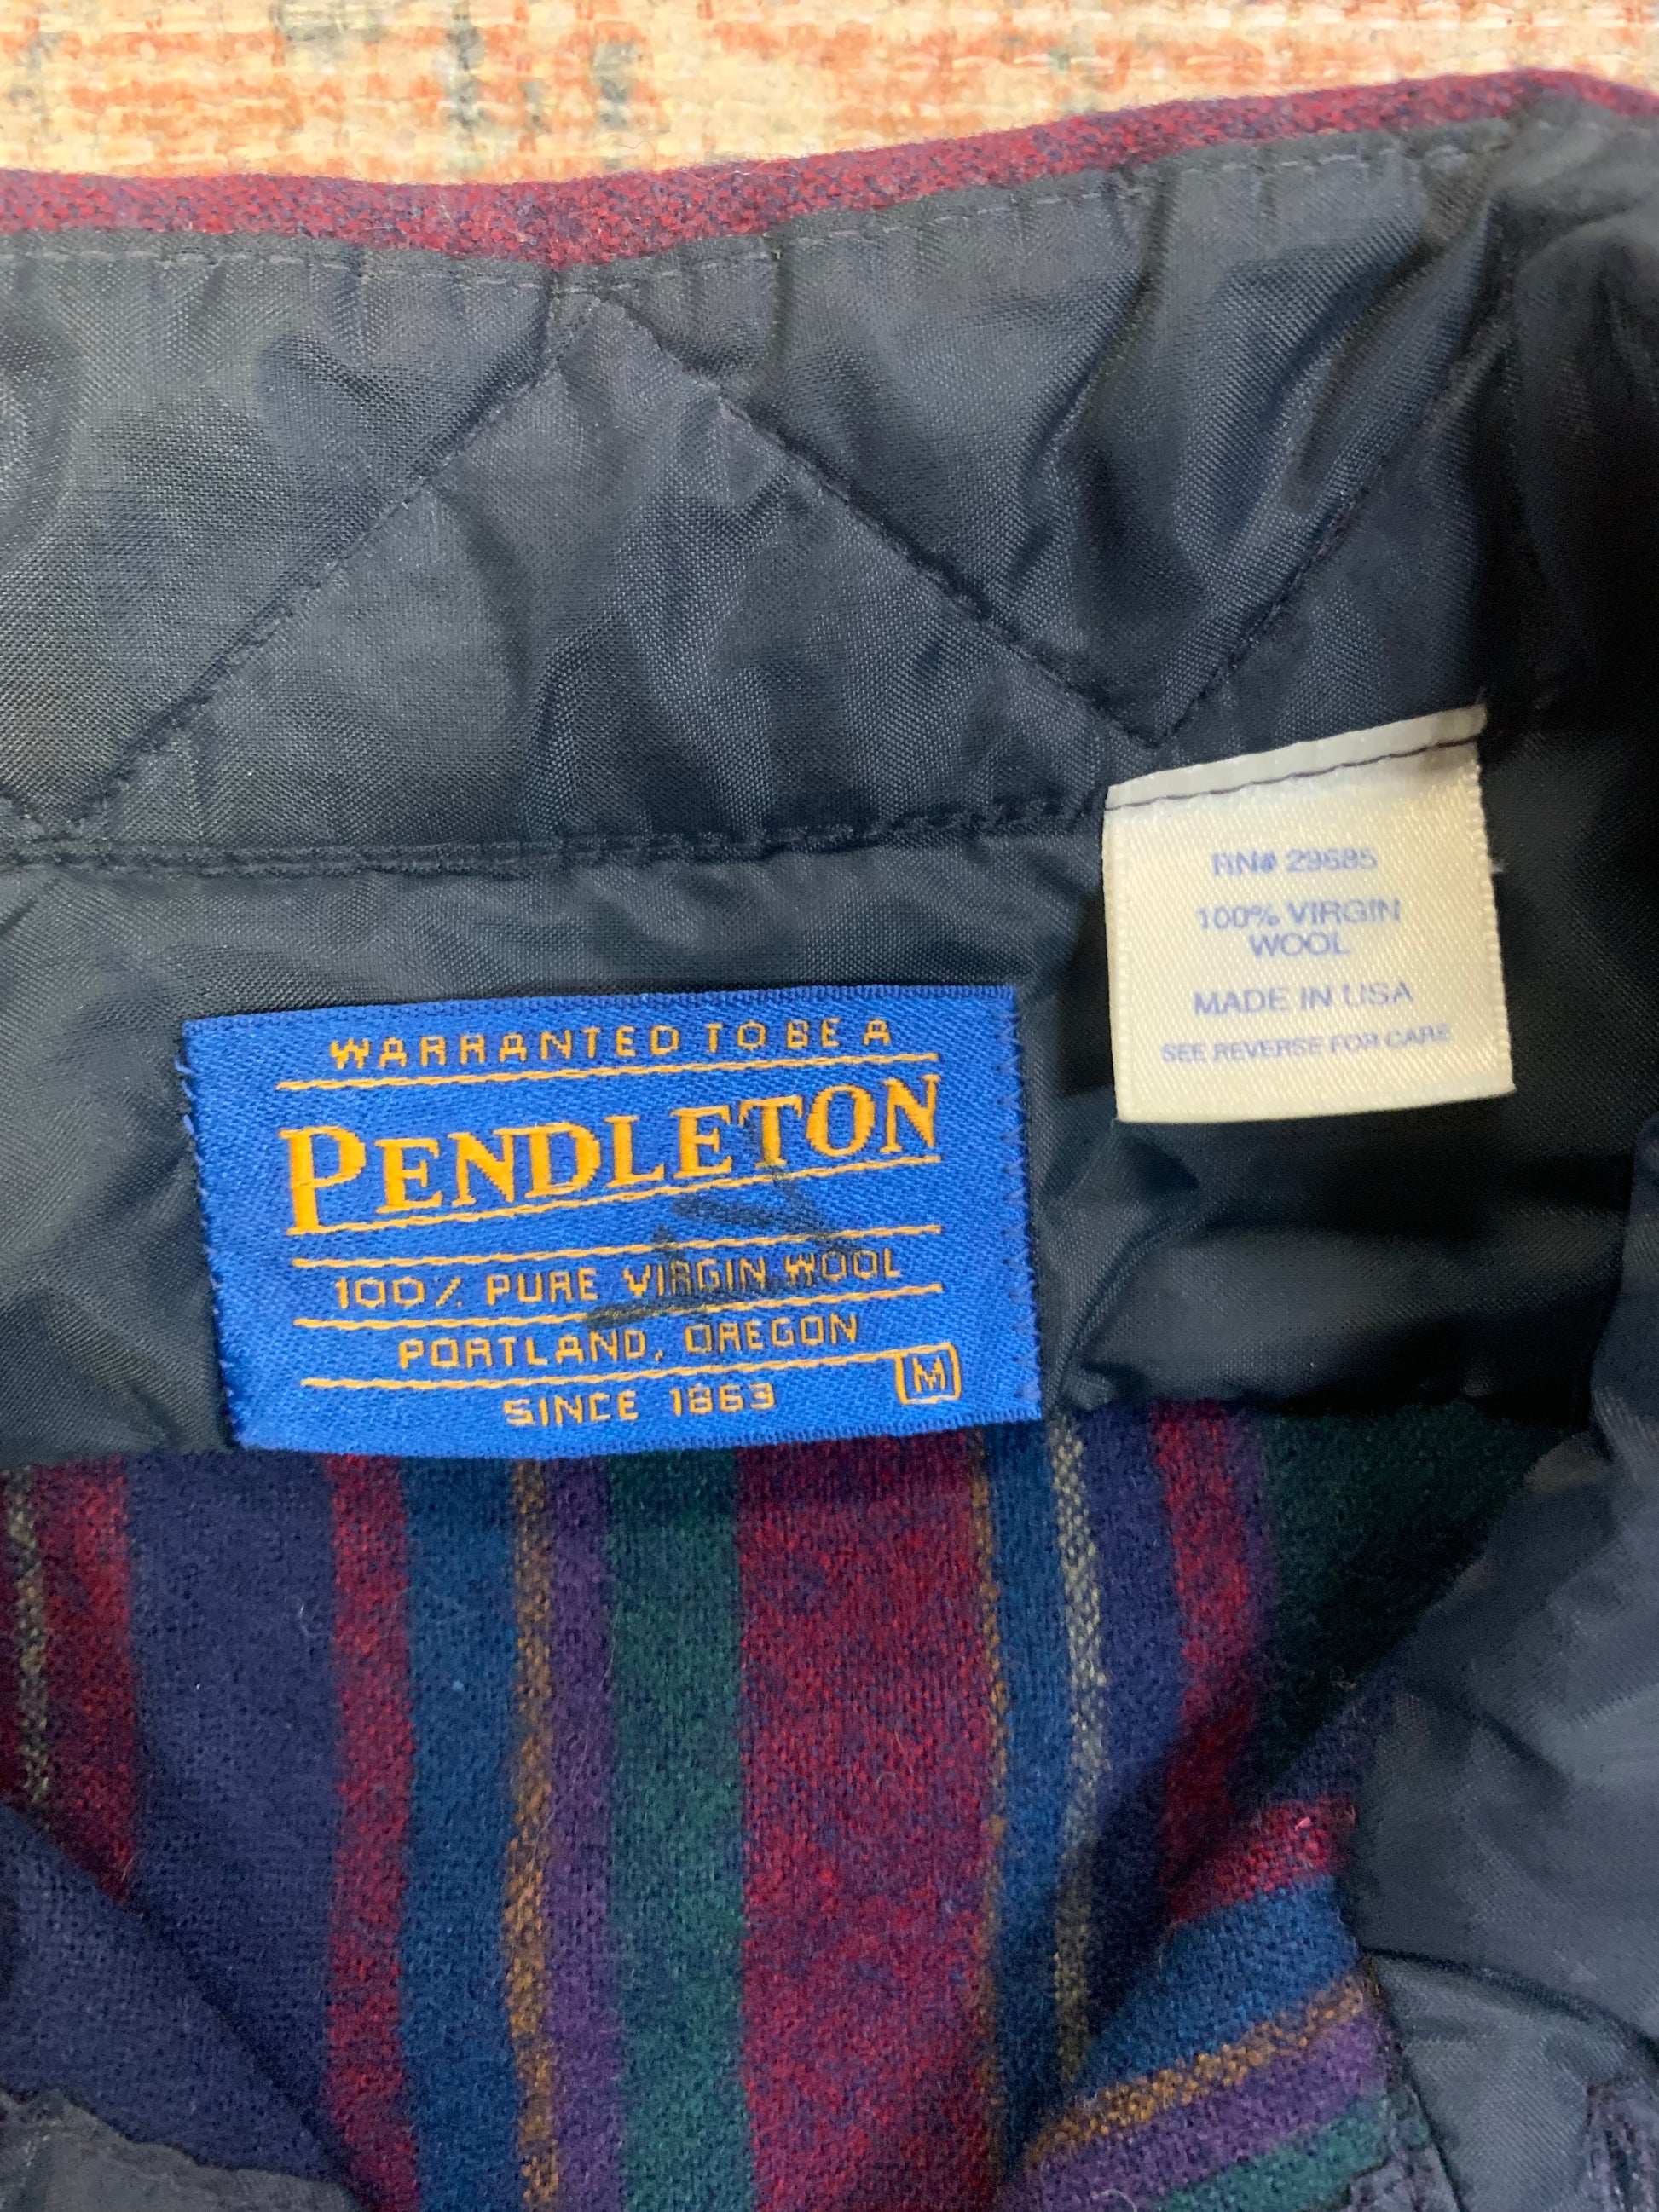 WARRANTED TO BE A
PENDLETON
100% PURE VIRGIN WOOL
PORTLAND, OREGON
SINCE 1863
M
RN# 29685
100% VIRGIN
WOOL
MADE IN USA
SEE REVERSE FOR CARE